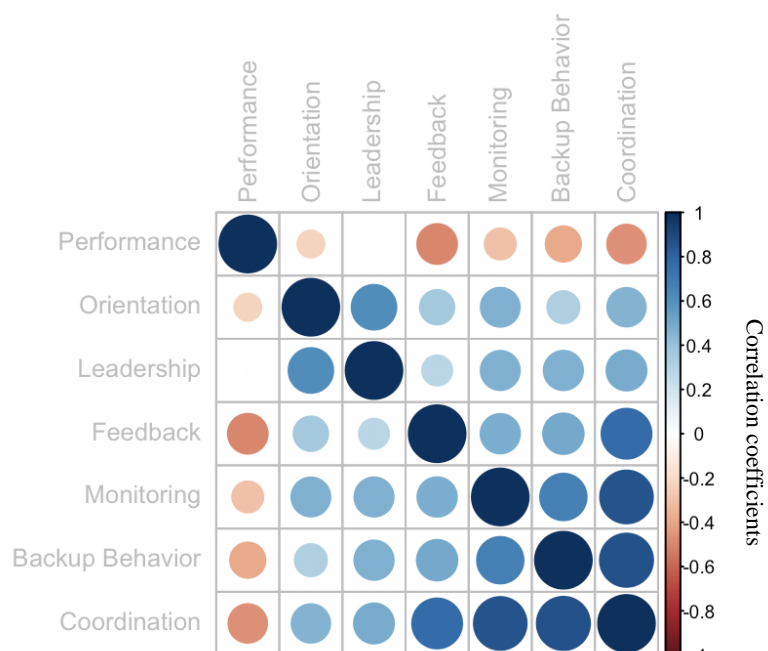 Performance
Orientation
Leadership
Feedback
Monitoring
Backup Behavior
Coordination
Performance
Orientation
Leadership
Feedback
Monitoring
Backup Behavior
Coordination
1
0.8
0.6
0.4
0.2
0
-0.2
-0.4
-0.6
-0.8
Correlation coefficients